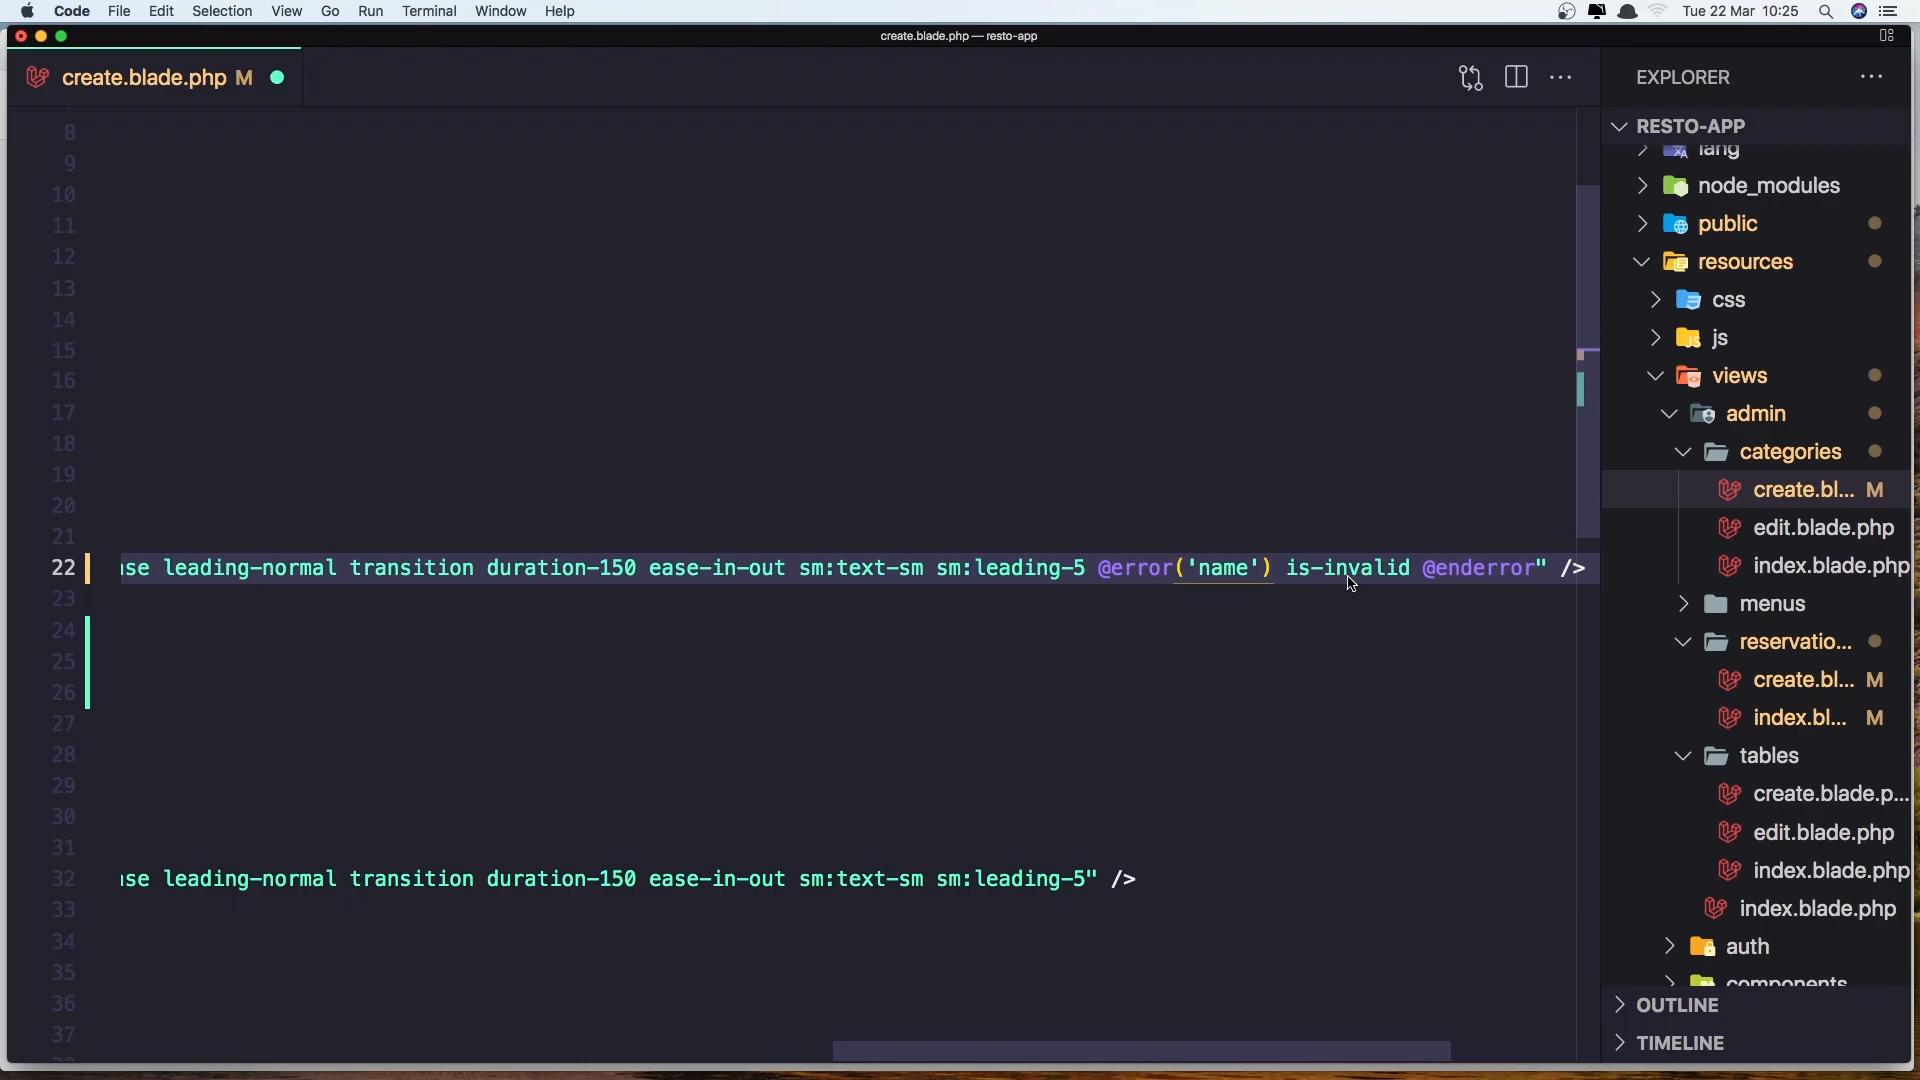 Code File Edit Selection View Go Run Terminal Window Help Tue 22 Mar 10:25
create.blade.php — resto-app
create.blade.php M
EXPLORER
RESTO-APP
lang
node_modules
public
resources
css
js
views
admin
categories
create.bl... M
edit.blade.php
index.blade.php
menus
reservatio...
create.bl... M
index.bl... M
tables
create.blade.p...
edit.blade.php
index.blade.php
index.blade.php
auth
components
OUTLINE
TIMELINE
8
9
10
11
12
13
14
15
16
17
18
19
20
21
22 ase leading-normal transition duration-150 ease-in-out sm:text-sm sm:leading-5 @error('name') is-invalid @enderror" />
23
24
25
26
27
28
29
30
31
32 ase leading-normal transition duration-150 ease-in-out sm:text-sm sm:leading-5" />
33
34
35
36
37